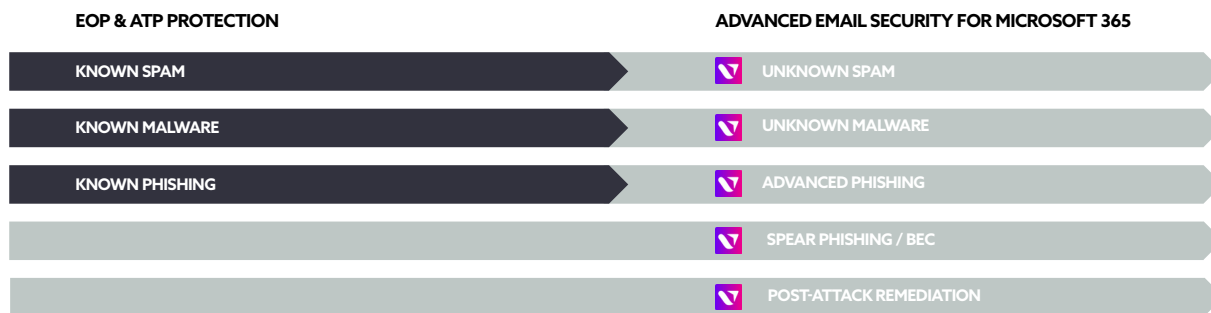 EOP & ATP PROTECTION
ADVANCED EMAIL SECURITY FOR MICROSOFT 365
KNOWN SPAM
UNKNOWN SPAM
KNOWN MALWARE
UNKNOWN MALWARE
KNOWN PHISHING
ADVANCED PHISHING
SPEAR PHISHING / BEC
POST-ATTACK REMEDIATION